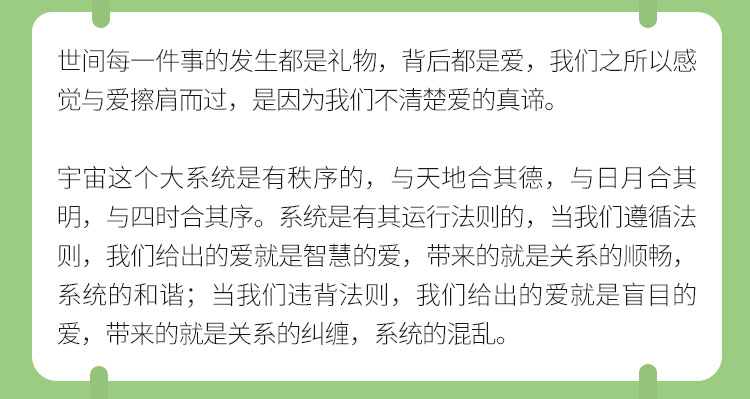 世间每一件事的发生都是礼物，背后都是爱，我们之所以感
觉与爱擦肩而过，是因为我们不清楚爱的真谛。
宇宙这个大系统是有秩序的，与天地合其德，与日月合其
明，与四时合其序。系统是有其运行法则的，当我们遵循法
则，我们给出的爱就是智慧的爱，带来的就是关系的顺畅，
系统的和谐；当我们违背法则，我们给出的爱就是盲目的
爱，带来的就是关系的纠缠，系统的混乱。